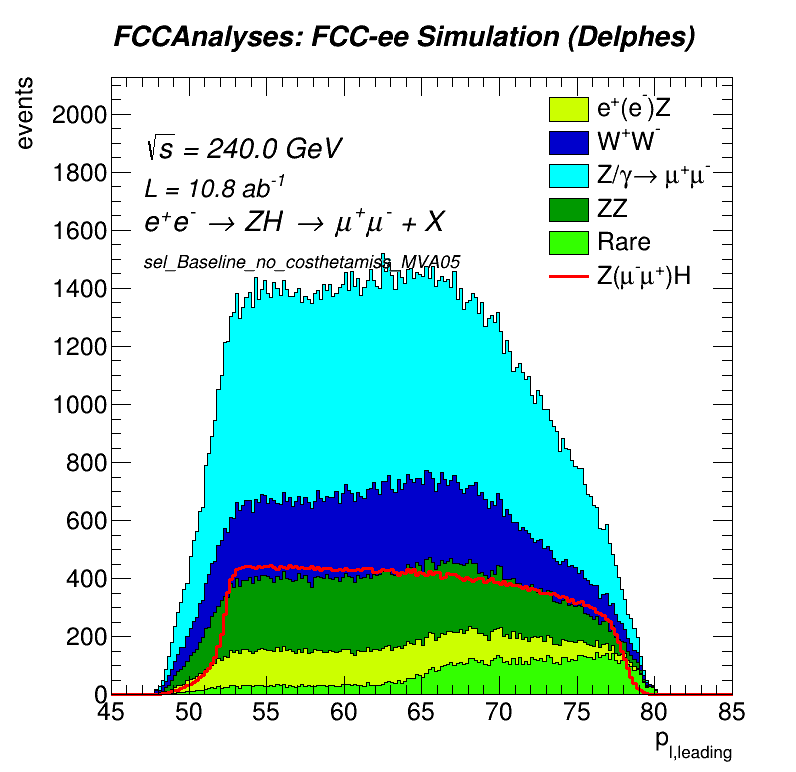 FCCAnalyses: FCC-ee Simulation (Delphes)
events
2000
1800
1600
1400
1200
1000
800
600
400
200
0
√s = 240.0 GeV
L = 10.8 ab⁻¹
e⁺e⁻ → ZH → μ⁺μ⁻ + X
sel_Baseline_no_costhetamiss_MVA05
e⁺(e⁻)Z
W⁺W⁻
Z/γ→ μ⁺μ⁻
ZZ
Rare
Z(μ⁻μ⁺)H
45 50 55 60 65 70 75 80 85
p_l,leading